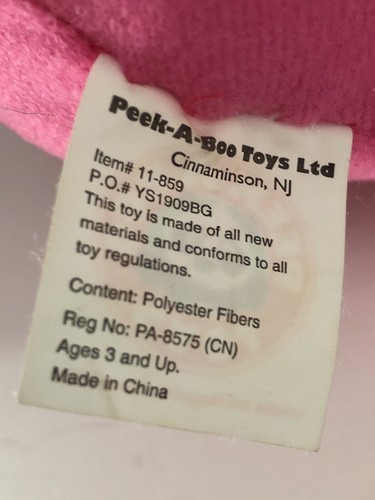 Peek-A-Boo Toys Ltd
Cinnaminson, NJ
Item# 11-859
P.O.# YS1909BG
This toy is made of all new
materials and conforms to all
toy regulations.
Content: Polyester Fibers
Reg No: PA-8575 (CN)
Ages 3 and Up.
Made in China